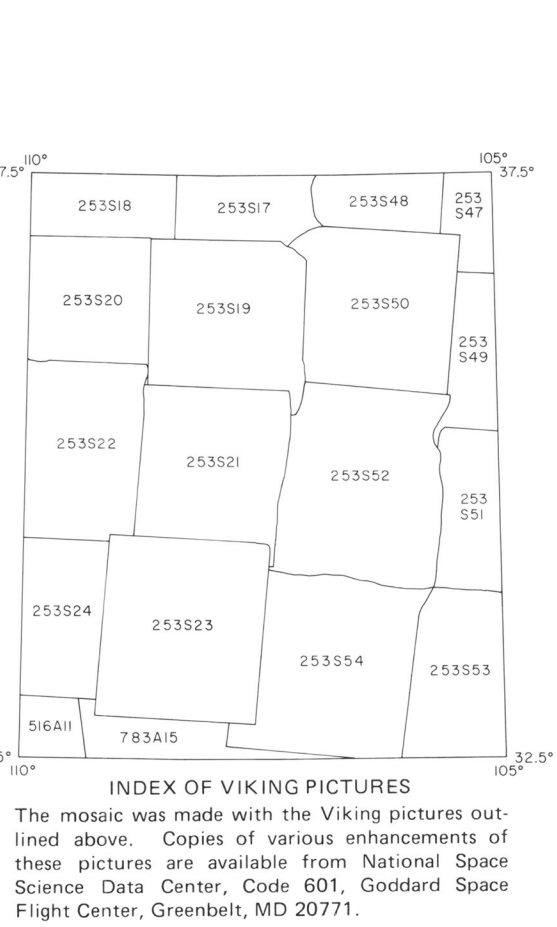 110° 105°
7.5° 37.5°
253S18 253S17 253S48 253
S47
253S20 253S19 253S50
253
S49
253S22 253S21 253S52
253
S51
253S24 253S23
253S54 253S53
516A11 783A15
5° 32.5°
110° 105°
INDEX OF VIKING PICTURES
The mosaic was made with the Viking pictures out-
lined above. Copies of various enhancements of
these pictures are available from National Space
Science Data Center, Code 601, Goddard Space
Flight Center, Greenbelt, MD 20771.